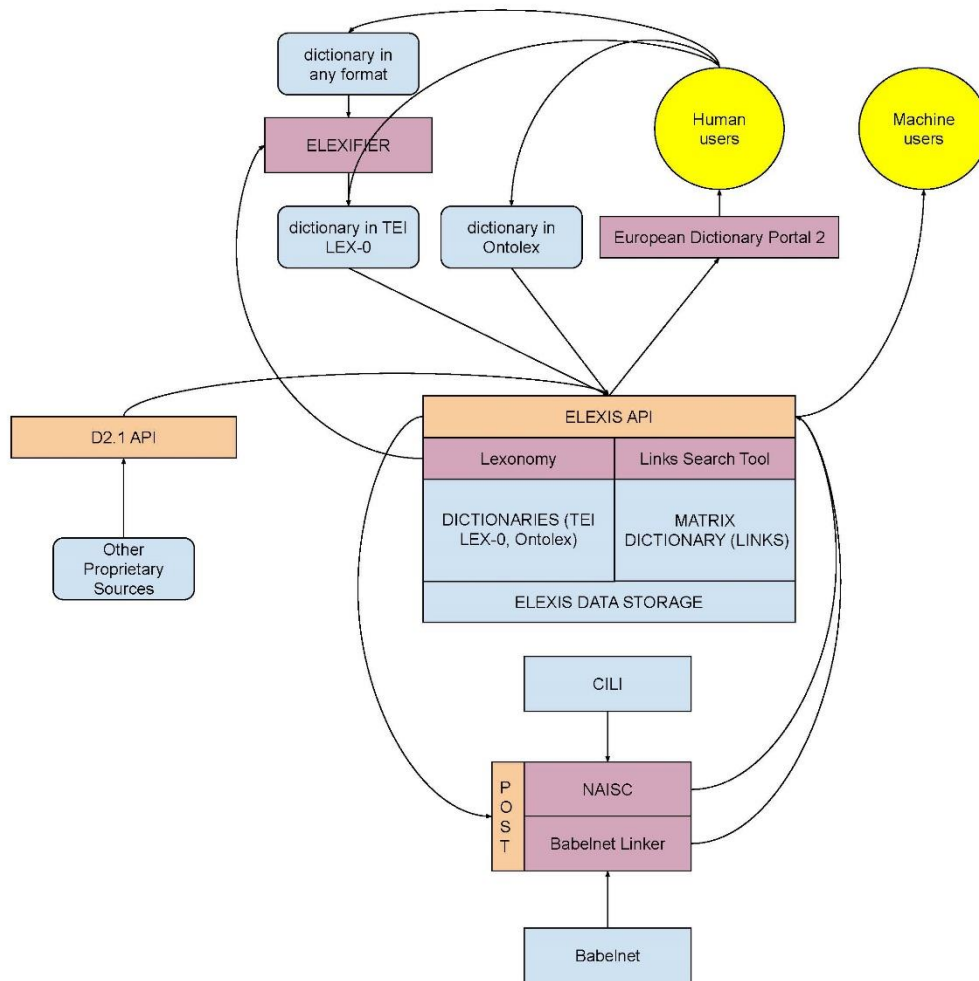 dictionary in
any format
Human
users
Machine
users
ELEXIFIER
dictionary in TEI
LEX-0
dictionary in
Ontolex
European Dictionary Portal 2
ELEXIS API
D2.1 API
Lexonomy
Links Search Tool
DICTIONARIES (TEI
LEX-0, Ontolex)
MATRIX
DICTIONARY (LINKS)
Other
Proprietary
Sources
ELEXIS DATA STORAGE
CILI
P
O
S
T
NAISC
Babelnet Linker
Babelnet